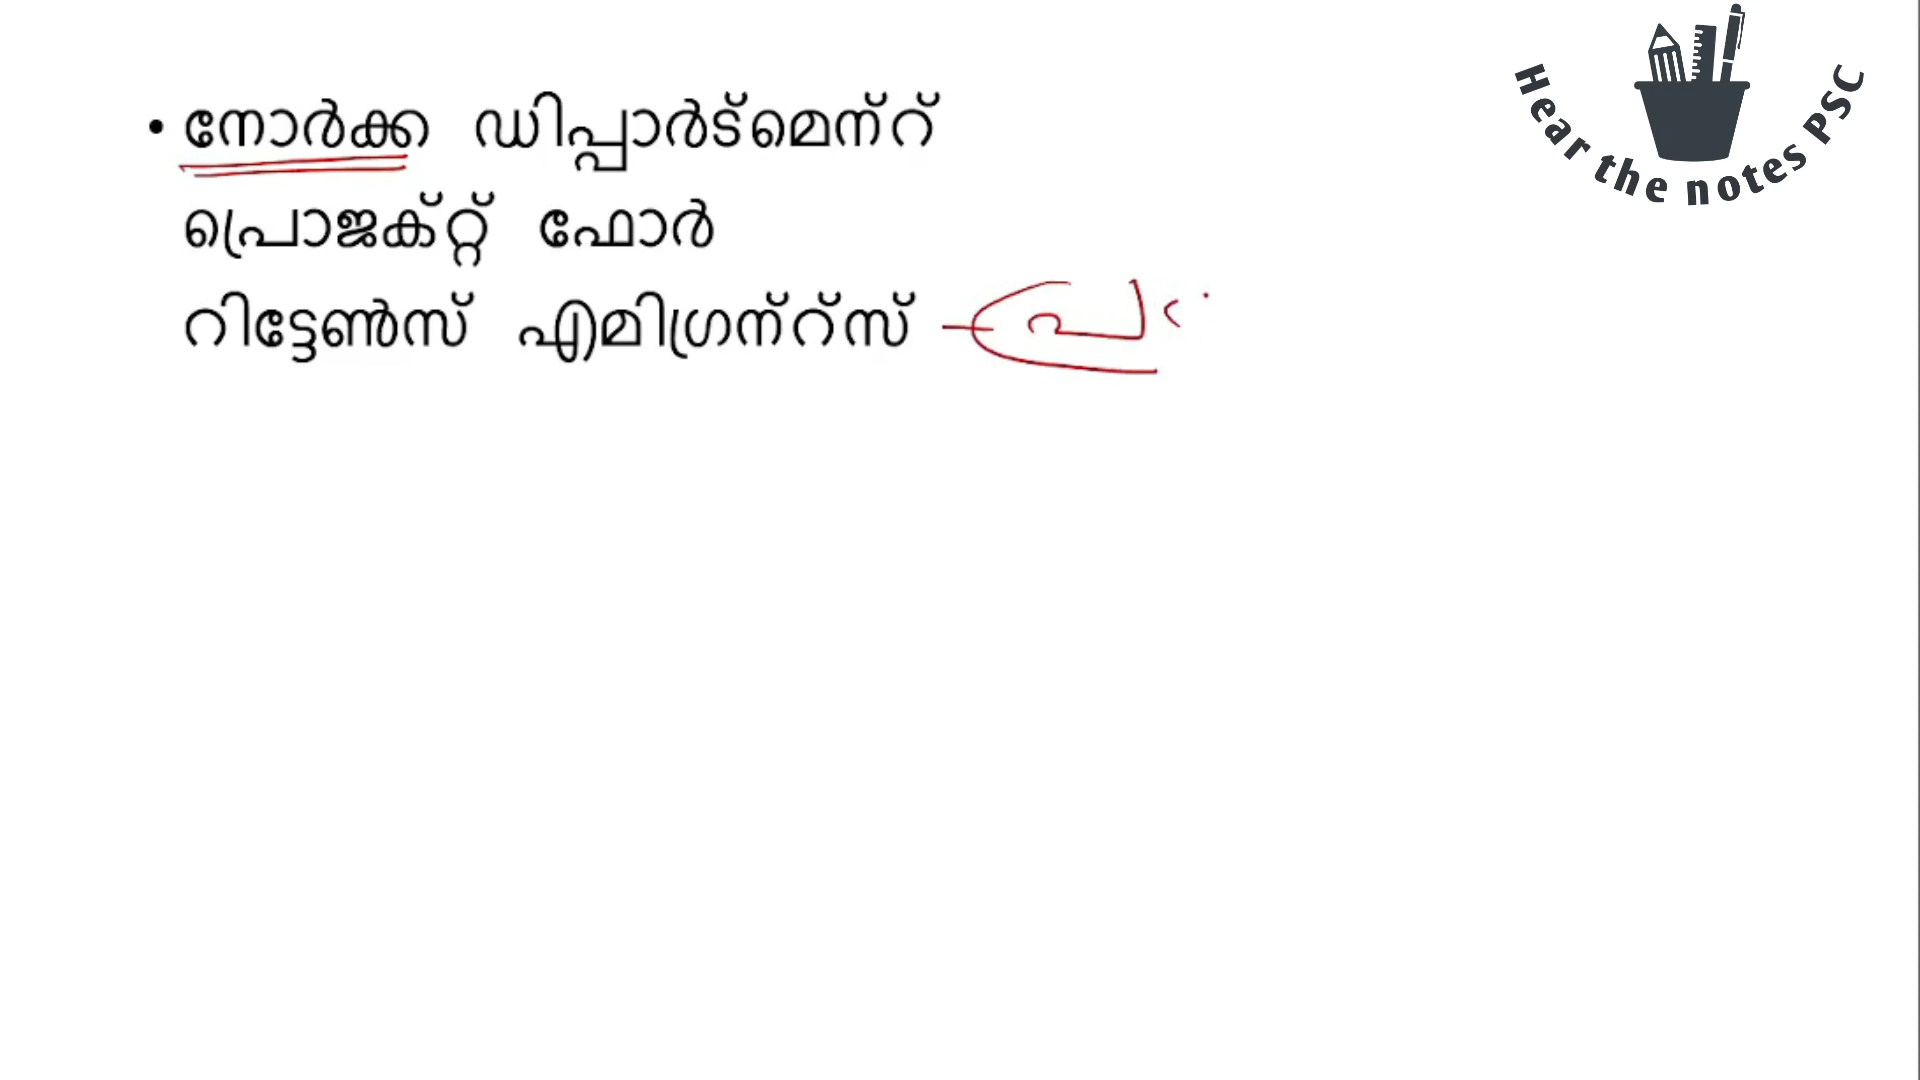 • നോർക്ക ഡിപ്പാർട്മെന്റ്
പ്രൊജക്റ്റ് ഫോർ
റിട്ടേൺസ് എമിഗ്രന്റ്സ് - പ്ര
Hear the notes PSC